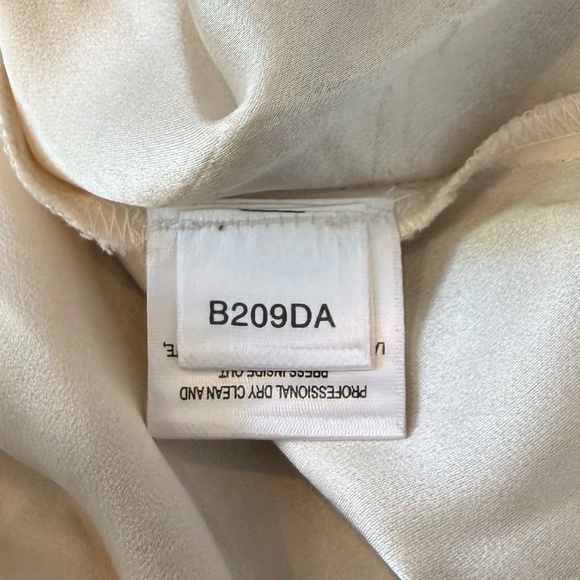 B209DA
PROFESSIONAL DRY CLEAN AND
PRESS INSIDE OUT